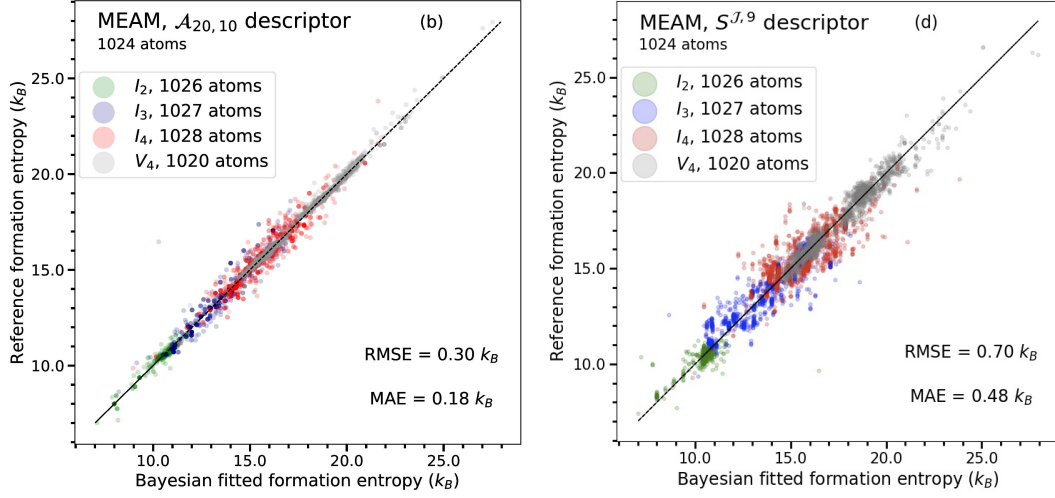 MEAM, 𝒜20, 10 descriptor (b)
1024 atoms
I2, 1026 atoms
I3, 1027 atoms
I4, 1028 atoms
V4, 1020 atoms
RMSE = 0.30 kB
MAE = 0.18 kB
Reference formation entropy (kB)
25.0
20.0
15.0
10.0
10.0 15.0 20.0 25.0
Bayesian fitted formation entropy (kB)
MEAM, S𝒥,9 descriptor (d)
1024 atoms
I2, 1026 atoms
I3, 1027 atoms
I4, 1028 atoms
V4, 1020 atoms
RMSE = 0.70 kB
MAE = 0.48 kB
Reference formation entropy (kB)
25.0
20.0
15.0
10.0
10.0 15.0 20.0 25.0
Bayesian fitted formation entropy (kB)